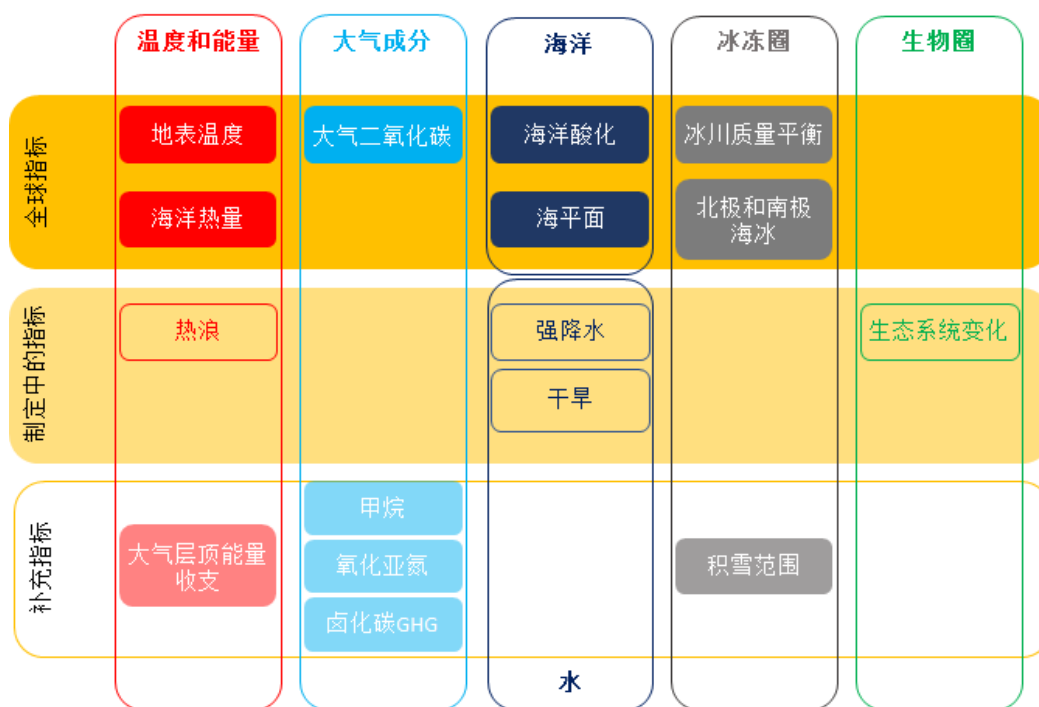 温度和能量
大气成分
海洋
冰冻圈
生物圈
全球指标
地表温度
大气二氧化碳
海洋酸化
冰川质量平衡
海洋热量
海平面
北极和南极
海冰
制定中的指标
热浪
强降水
生态系统变化
干旱
补充指标
大气层顶能量
收支
甲烷
氧化亚氮
卤化碳GHG
积雪范围
水